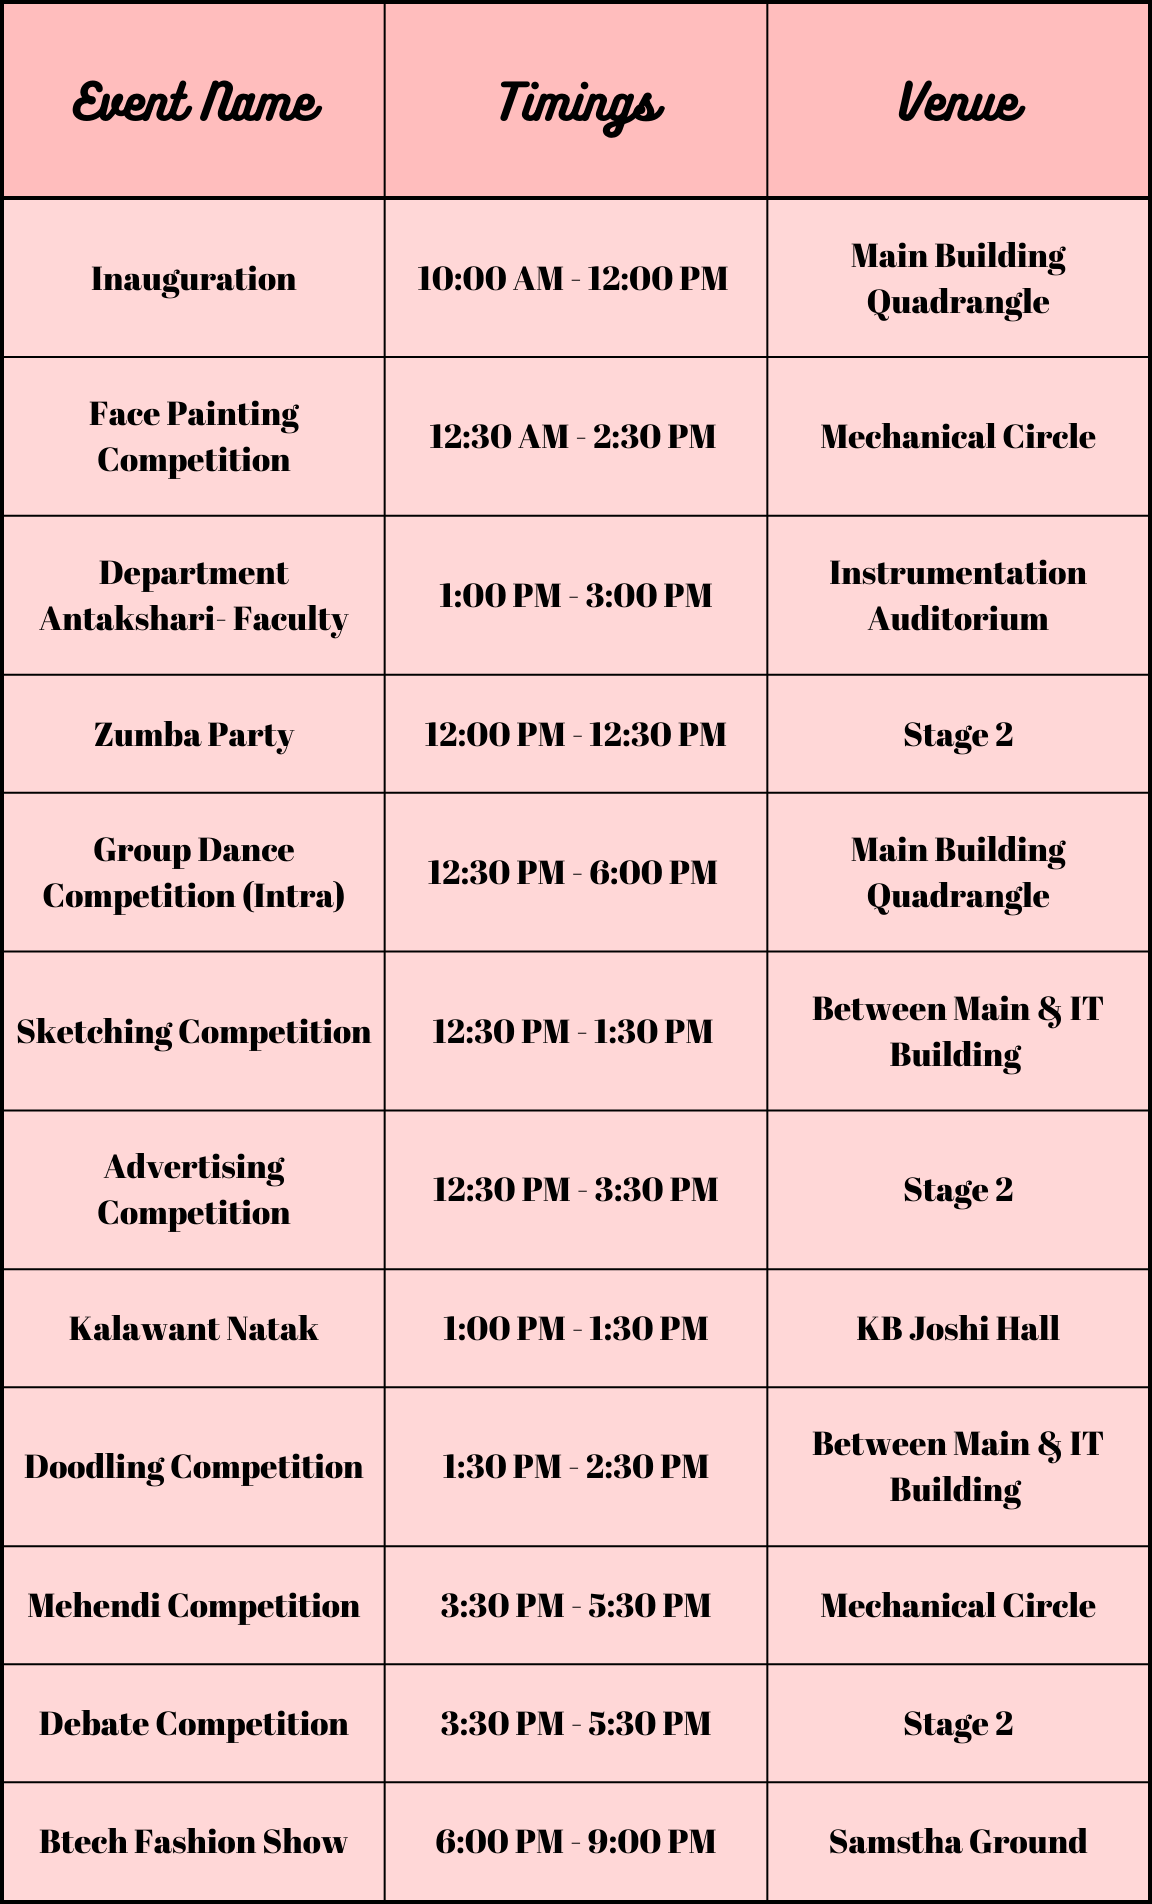 Event Name Timings Venue
Inauguration 10:00 AM - 12:00 PM Main Building
Quadrangle
Face Painting
Competition 12:30 AM - 2:30 PM Mechanical Circle
Department
Antakshari- Faculty 1:00 PM - 3:00 PM Instrumentation
Auditorium
Zumba Party 12:00 PM - 12:30 PM Stage 2
Group Dance
Competition (Intra) 12:30 PM - 6:00 PM Main Building
Quadrangle
Sketching Competition 12:30 PM - 1:30 PM Between Main & IT
Building
Advertising
Competition 12:30 PM - 3:30 PM Stage 2
Kalawant Natak 1:00 PM - 1:30 PM KB Joshi Hall
Doodling Competition 1:30 PM - 2:30 PM Between Main & IT
Building
Mehendi Competition 3:30 PM - 5:30 PM Mechanical Circle
Debate Competition 3:30 PM - 5:30 PM Stage 2
Btech Fashion Show 6:00 PM - 9:00 PM Samstha Ground